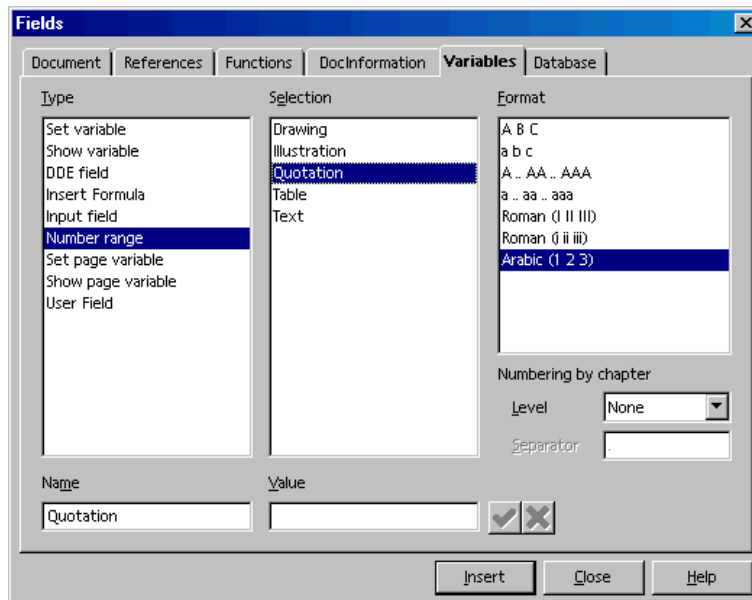 Fields
Document References Functions DocInformation Variables Database
Type
Set variable
Show variable
DDE field
Insert Formula
Input field
Number range
Set page variable
Show page variable
User Field
Selection
Drawing
Illustration
Quotation
Table
Text
Format
A B C
a b c
A .. AA .. AAA
a .. aa .. aaa
Roman (I II III)
Roman (i ii iii)
Arabic (1 2 3)
Numbering by chapter
Level None
Separator .
Name
Quotation
Value
Insert Close Help